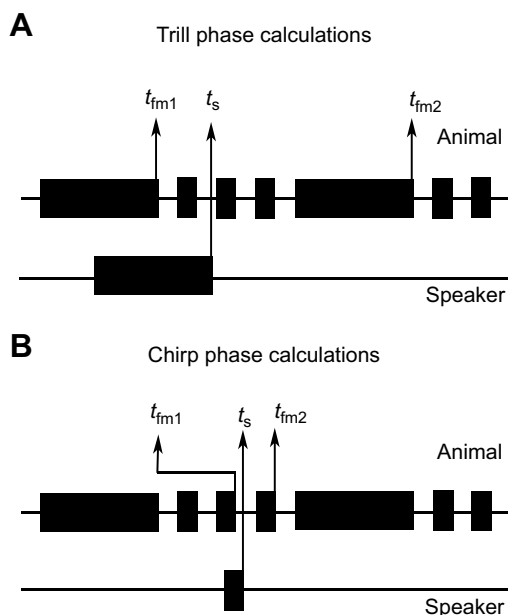 A
Trill phase calculations
tfm1
ts
tfm2
Animal
Speaker
B
Chirp phase calculations
tfm1
ts
tfm2
Animal
Speaker